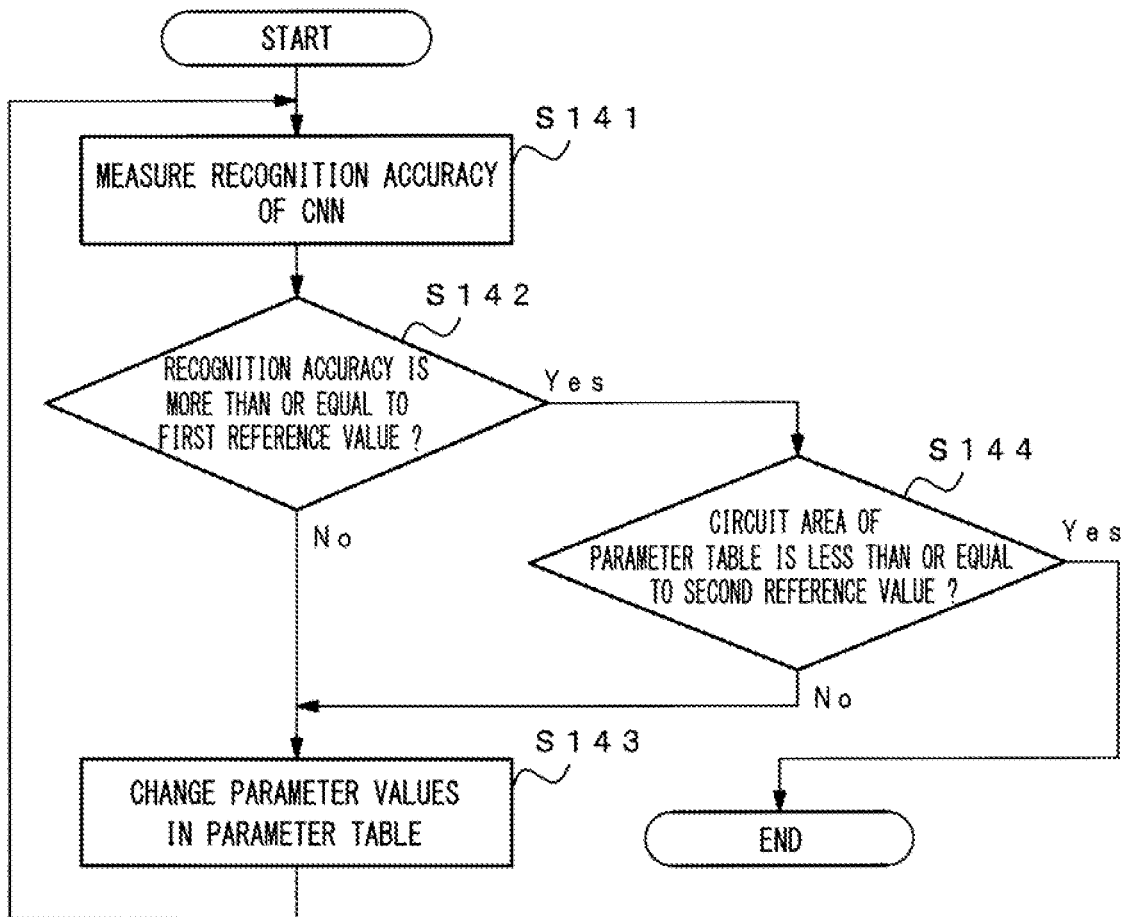 START
S141
MEASURE RECOGNITION ACCURACY
OF CNN
S142
RECOGNITION ACCURACY IS
MORE THAN OR EQUAL TO
FIRST REFERENCE VALUE ?
Yes
No
S144
CIRCUIT AREA OF
PARAMETER TABLE IS LESS THAN OR EQUAL
TO SECOND REFERENCE VALUE ?
Yes
No
S143
CHANGE PARAMETER VALUES
IN PARAMETER TABLE
END